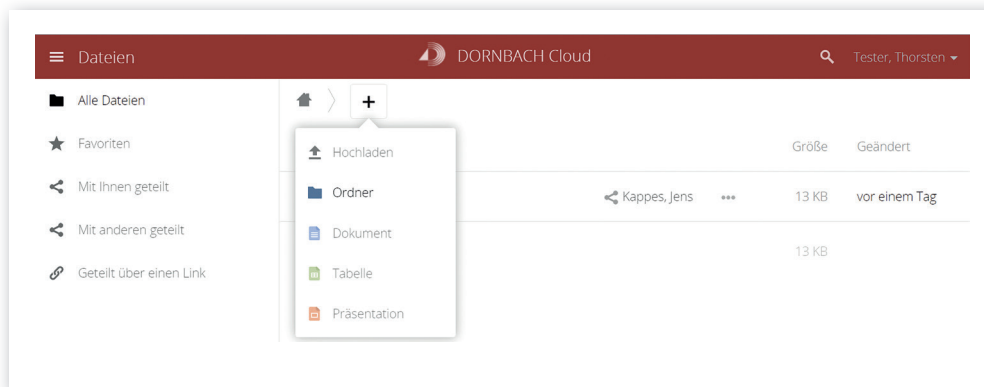 Dateien
DORNBACH Cloud
Tester, Thorsten
Alle Dateien
Favoriten
Mit Ihnen geteilt
Mit anderen geteilt
Geteilt über einen Link
+
Hochladen
Ordner
Dokument
Tabelle
Präsentation
Größe Geändert
Kappes, Jens ••• 13 KB vor einem Tag
13 KB